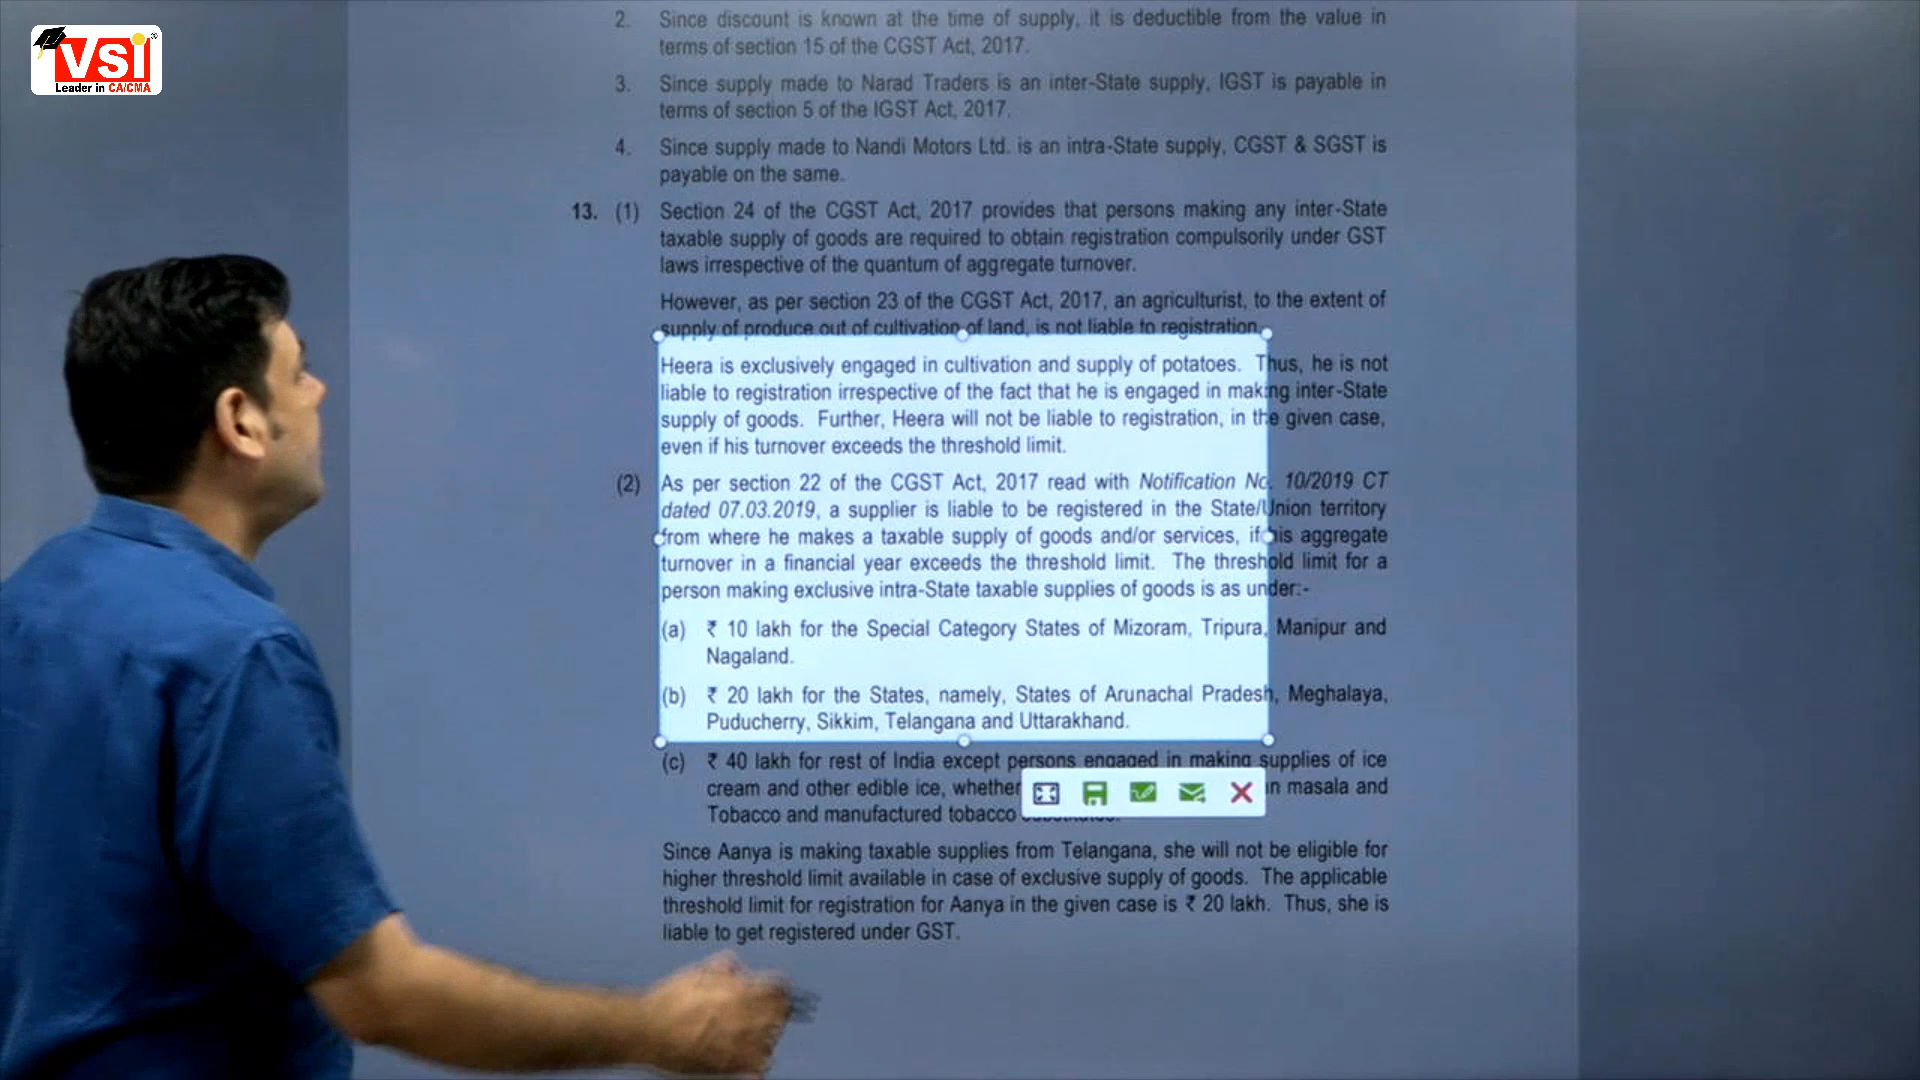 VSI
Leader in CA/CMA
2. Since discount is known at the time of supply, it is deductible from the value in
terms of section 15 of the CGST Act, 2017.
3. Since supply made to Narad Traders is an inter-State supply, IGST is payable in
terms of section 5 of the IGST Act, 2017.
4. Since supply made to Nandi Motors Ltd. is an intra-State supply, CGST & SGST is
payable on the same.
13. (1) Section 24 of the CGST Act, 2017 provides that persons making any inter-State
taxable supply of goods are required to obtain registration compulsorily under GST
laws irrespective of the quantum of aggregate turnover.
However, as per section 23 of the CGST Act, 2017, an agriculturist, to the extent of
supply of produce out of cultivation of land, is not liable to registration.
Heera is exclusively engaged in cultivation and supply of potatoes. Thus, he is not
liable to registration irrespective of the fact that he is engaged in making inter-State
supply of goods. Further, Heera will not be liable to registration, in the given case,
even if his turnover exceeds the threshold limit.
(2) As per section 22 of the CGST Act, 2017 read with Notification No. 10/2019 CT
dated 07.03.2019, a supplier is liable to be registered in the State/Union territory
from where he makes a taxable supply of goods and/or services, if his aggregate
turnover in a financial year exceeds the threshold limit. The threshold limit for a
person making exclusive intra-State taxable supplies of goods is as under:-
(a) ₹ 10 lakh for the Special Category States of Mizoram, Tripura, Manipur and
Nagaland.
(b) ₹ 20 lakh for the States, namely, States of Arunachal Pradesh, Meghalaya,
Puducherry, Sikkim, Telangana and Uttarakhand.
(c) ₹ 40 lakh for rest of India except persons engaged in making supplies of ice
cream and other edible ice, whether masala and
Tobacco and manufactured tobacco
Since Aanya is making taxable supplies from Telangana, she will not be eligible for
higher threshold limit available in case of exclusive supply of goods. The applicable
threshold limit for registration for Aanya in the given case is ₹ 20 lakh. Thus, she is
liable to get registered under GST.